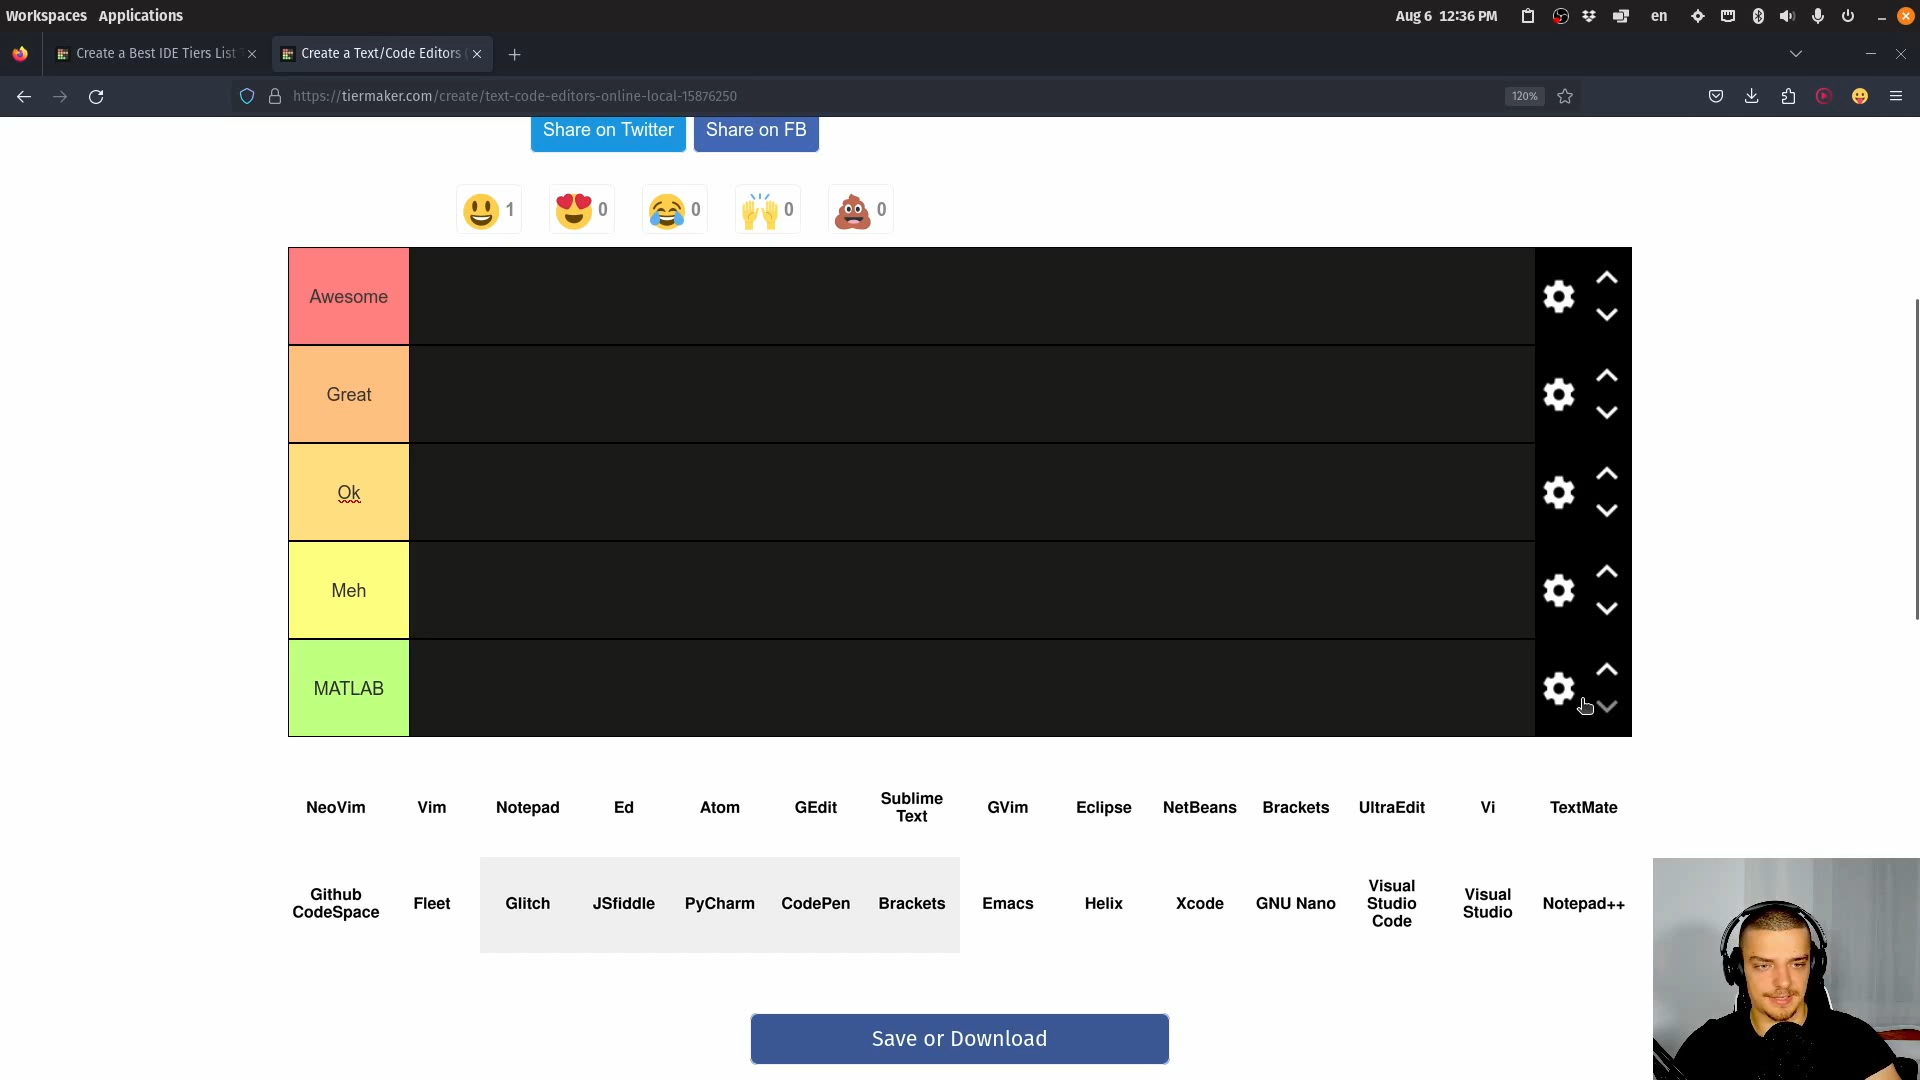 Workspaces Applications
Aug 6 12:36 PM
en
Create a Best IDE Tiers List
Create a Text/Code Editors
https://tiermaker.com/create/text-code-editors-online-local-15876250
120%
Share on Twitter
Share on FB
1
0
0
0
0
Awesome
Great
Ok
Meh
MATLAB
NeoVim
Vim
Notepad
Ed
Atom
GEdit
Sublime
Text
GVim
Eclipse
NetBeans
Brackets
UltraEdit
Vi
TextMate
Github
CodeSpace
Fleet
Glitch
JSfiddle
PyCharm
CodePen
Brackets
Emacs
Helix
Xcode
GNU Nano
Visual
Studio
Code
Visual
Studio
Notepad++
Save or Download